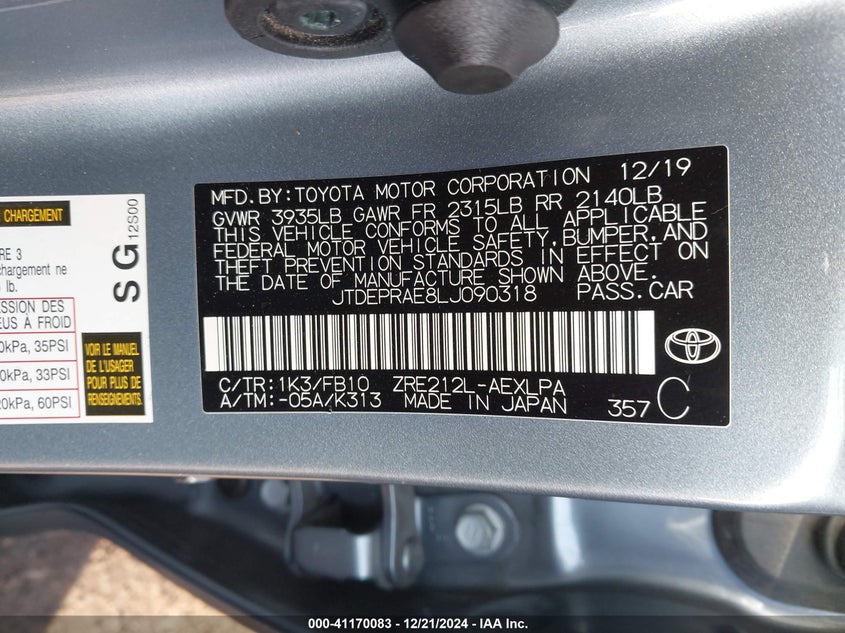 CHARGEMENT
RE 3
chargement ne
lb.
SSION DES
EUS À FROID
0kPa, 35PSI
0kPa, 33PSI
20kPa, 60PSI
SG
12S00
VOIR LE MANUEL
DE L'USAGER
POUR PLUS DE
RENSEIGNEMENTS.
MFD. BY: TOYOTA MOTOR CORPORATION 12/19
GVWR 3935LB GAWR FR 2315LB RR 2140LB
THIS VEHICLE CONFORMS TO ALL APPLICABLE
FEDERAL MOTOR VEHICLE SAFETY, BUMPER, AND
THEFT PREVENTION STANDARDS IN EFFECT ON
THE DATE OF MANUFACTURE SHOWN ABOVE.
JTDEPRAE8LJ090318 PASS. CAR
C/TR: 1K3/FB10 ZRE212L-AEXLPA
A/TM: -05A/K313 MADE IN JAPAN 357 C
000-41170083 - 12/21/2024 - IAA Inc.